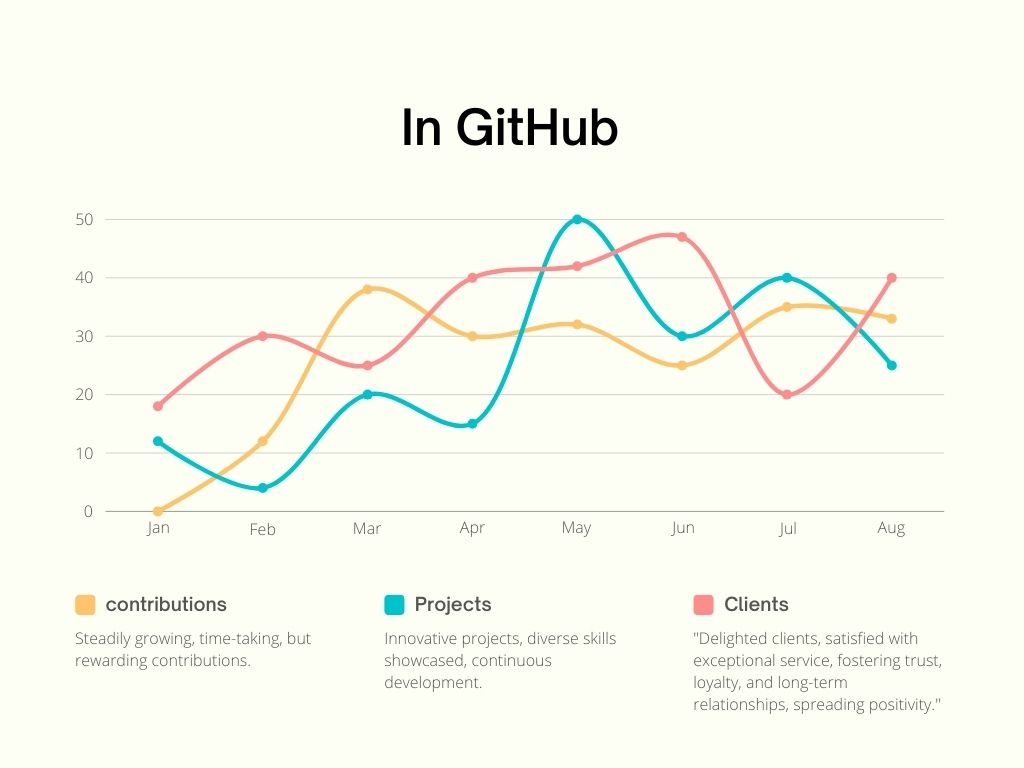 In GitHub
50
40
30
20
10
0
Jan Feb Mar Apr May Jun Jul Aug
contributions
Steadily growing, time-taking, but
rewarding contributions.
Projects
Innovative projects, diverse skills
showcased, continuous
development.
Clients
"Delighted clients, satisfied with
exceptional service, fostering trust,
loyalty, and long-term
relationships, spreading positivity."